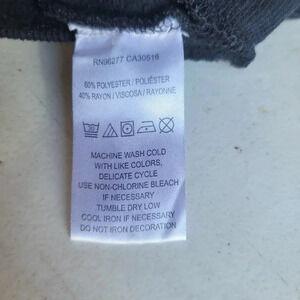 RN96277 CA30516
60% POLYESTER / POLIÉSTER
40% RAYON / VISCOSA / RAYONNE
MACHINE WASH COLD
WITH LIKE COLORS,
DELICATE CYCLE
USE NON-CHLORINE BLEACH
IF NECESSARY
TUMBLE DRY LOW
COOL IRON IF NECESSARY
DO NOT IRON DECORATION